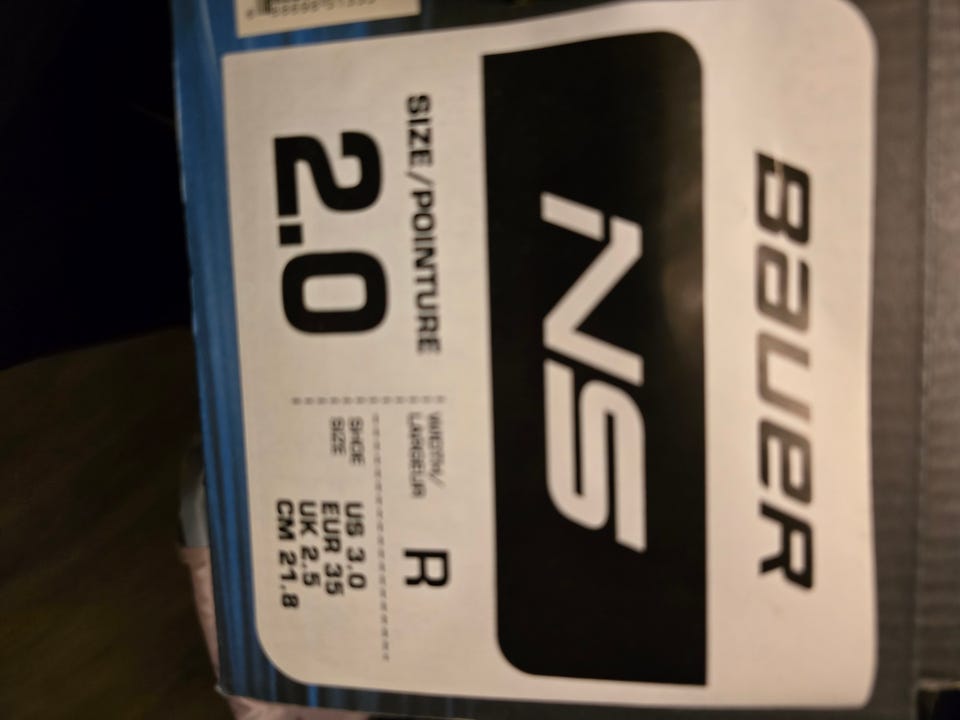 BAUER
NS
SIZE/POINTURE
2.0
WIDTH/
LARGEUR
R
SHOE
SIZE
US 3.0
EUR 35
UK 2.5
CM 21.8